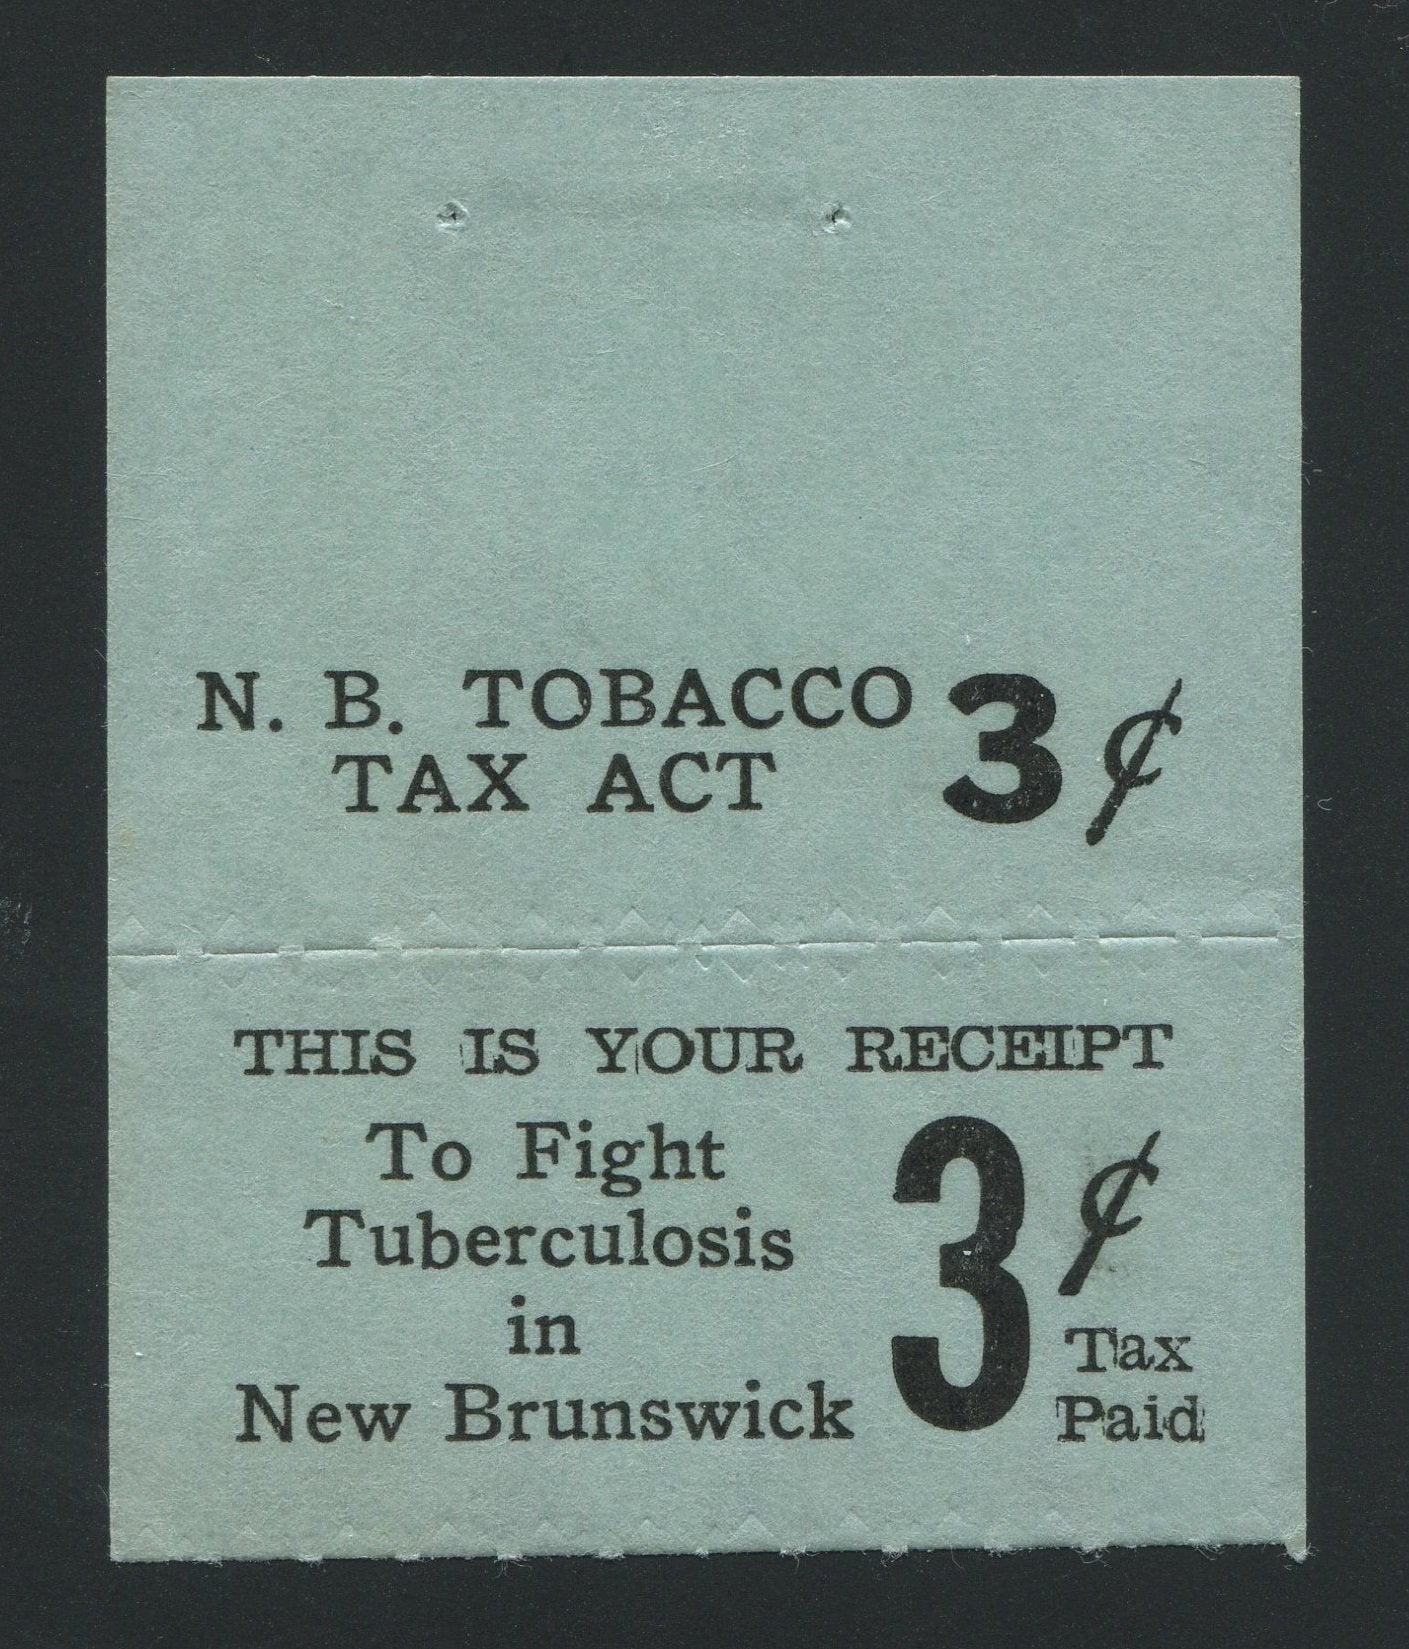 N. B. TOBACCO 3¢
TAX ACT
THIS IS YOUR RECEIPT
To Fight
Tuberculosis
in
New Brunswick
3¢
Tax
Paid